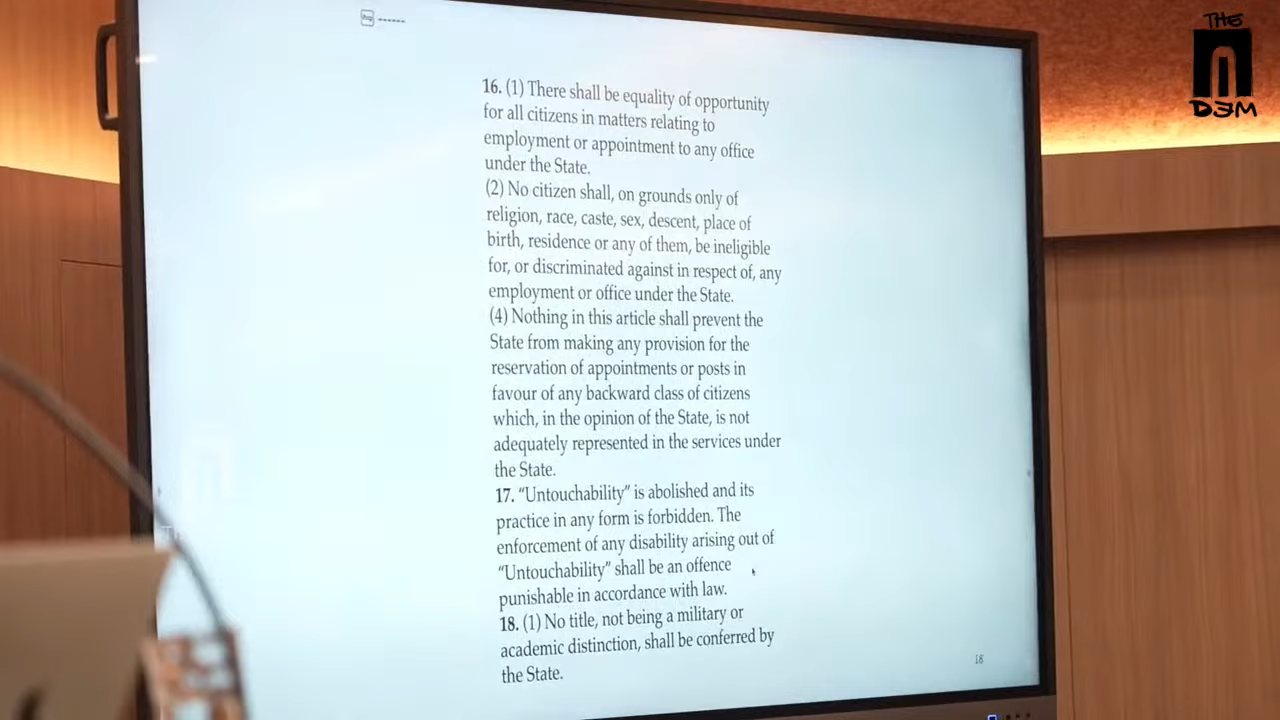 THE
DEM
16. (1) There shall be equality of opportunity
for all citizens in matters relating to
employment or appointment to any office
under the State.
(2) No citizen shall, on grounds only of
religion, race, caste, sex, descent, place of
birth, residence or any of them, be ineligible
for, or discriminated against in respect of, any
employment or office under the State.
(4) Nothing in this article shall prevent the
State from making any provision for the
reservation of appointments or posts in
favour of any backward class of citizens
which, in the opinion of the State, is not
adequately represented in the services under
the State.
17. “Untouchability” is abolished and its
practice in any form is forbidden. The
enforcement of any disability arising out of
“Untouchability” shall be an offence
punishable in accordance with law.
18. (1) No title, not being a military or
academic distinction, shall be conferred by
the State.
18